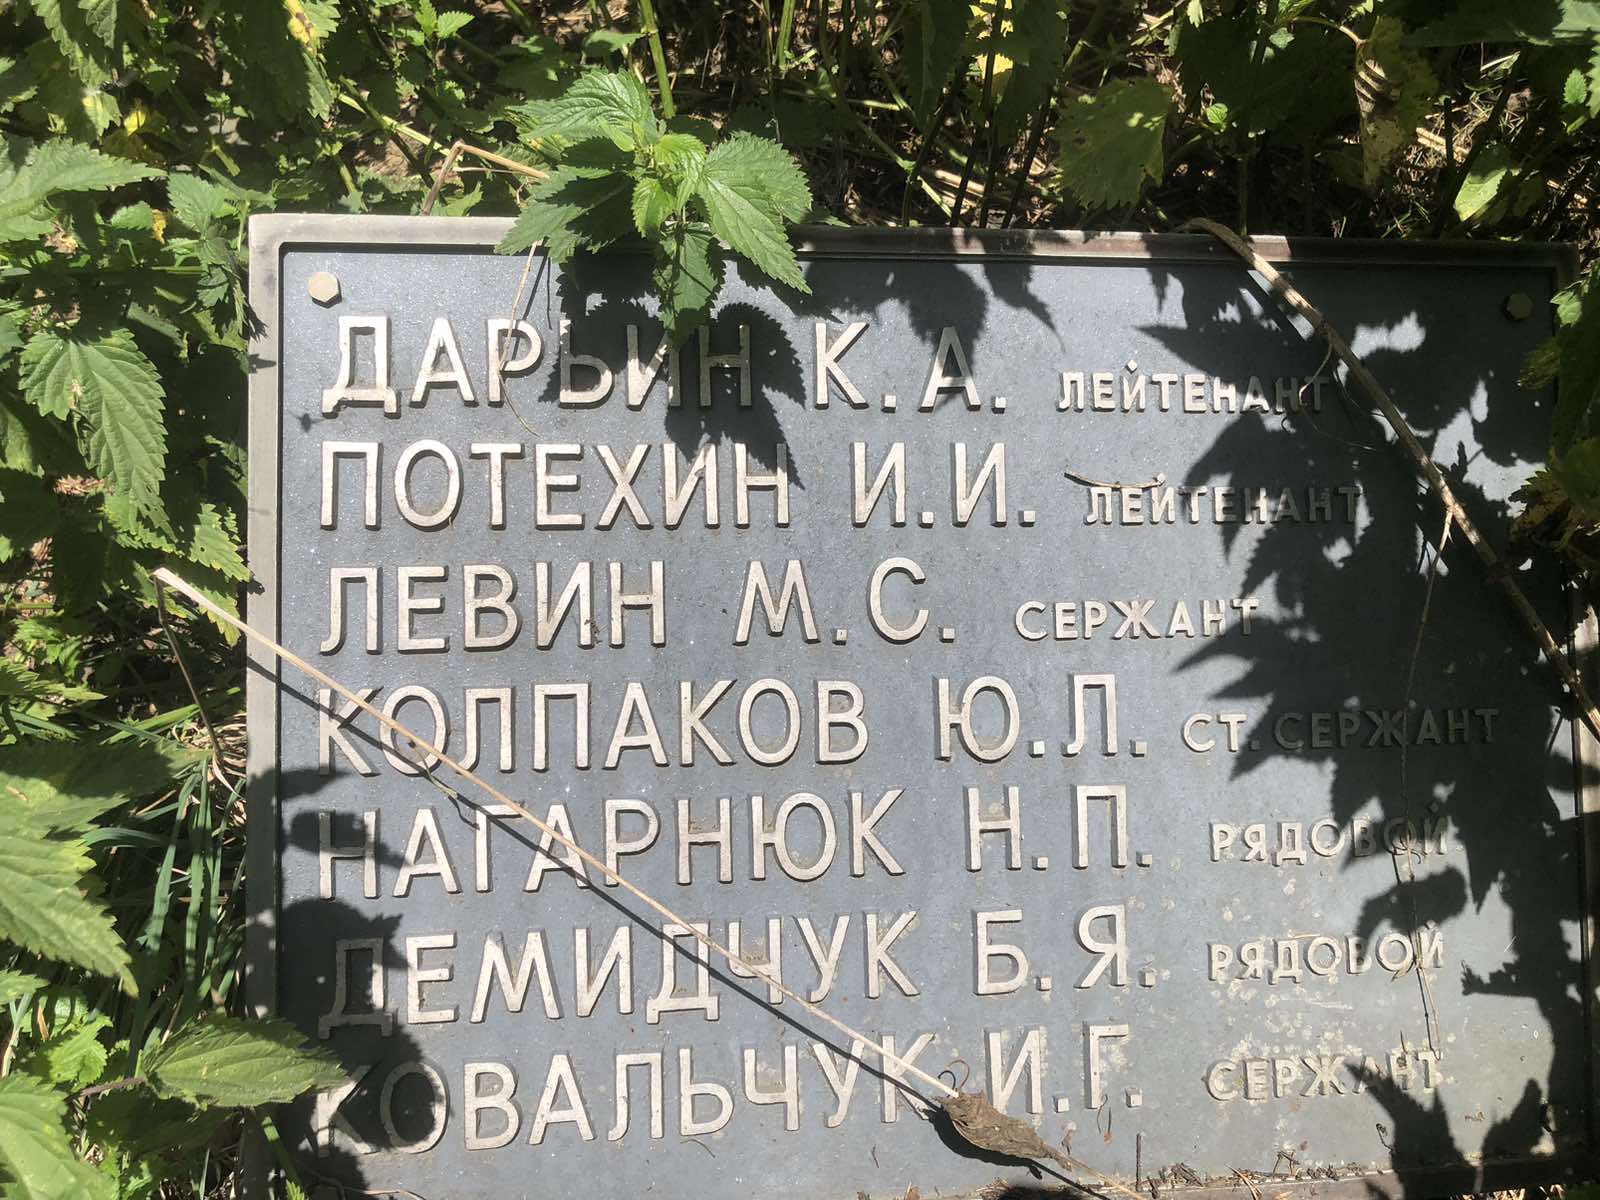 ДАРЬИН К.А. ЛЕЙТЕНАНТ
ПОТЕХИН И.И. ЛЕЙТЕНАНТ
ЛЕВИН М.С. СЕРЖАНТ
КОЛПАКОВ Ю.Л. СТ. СЕРЖАНТ
НАГАРНЮК Н.П. РЯДОВОЙ
ДЕМИДЧУК Б.Я. РЯДОВОЙ
КОВАЛЬЧУК И.Г. СЕРЖАНТ